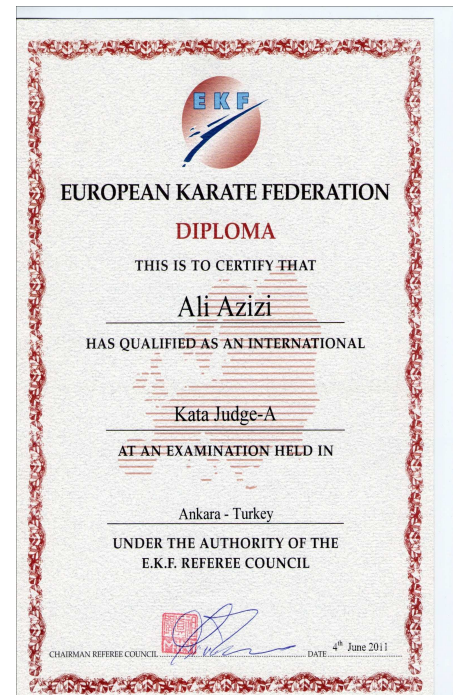 EKF
EUROPEAN KARATE FEDERATION
DIPLOMA
THIS IS TO CERTIFY THAT
Ali Azizi
HAS QUALIFIED AS AN INTERNATIONAL
Kata Judge-A
AT AN EXAMINATION HELD IN
Ankara - Turkey
UNDER THE AUTHORITY OF THE
E.K.F. REFEREE COUNCIL
CHAIRMAN REFEREE COUNCIL DATE 4th June 2011